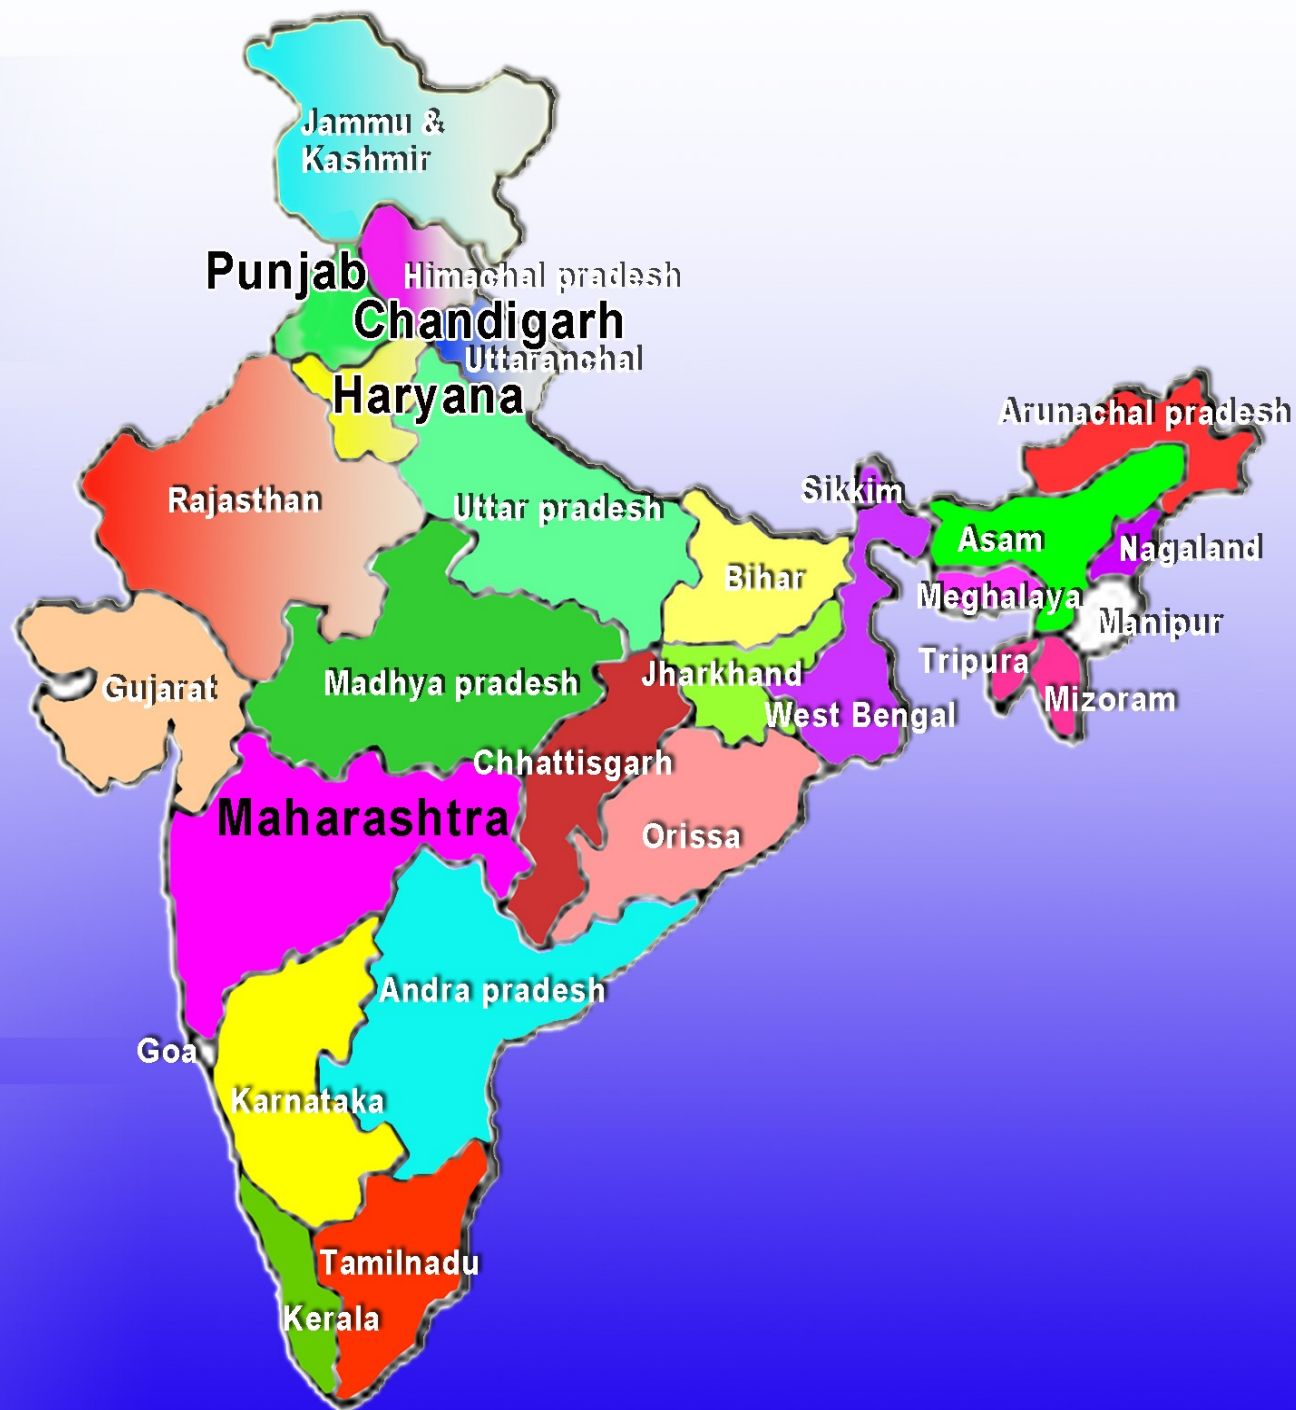 Jammu &
Kashmir
Punjab
Himachal pradesh
Chandigarh
Uttaranchal
Haryana
Arunachal pradesh
Rajasthan
Uttar pradesh
Sikkim
Asam
Nagaland
Bihar
Meghalaya
Manipur
Tripura
Jharkhand
Madhya pradesh
Gujarat
Mizoram
West Bengal
Chhattisgarh
Maharashtra
Orissa
Andra pradesh
Goa
Karnataka
Tamilnadu
Kerala